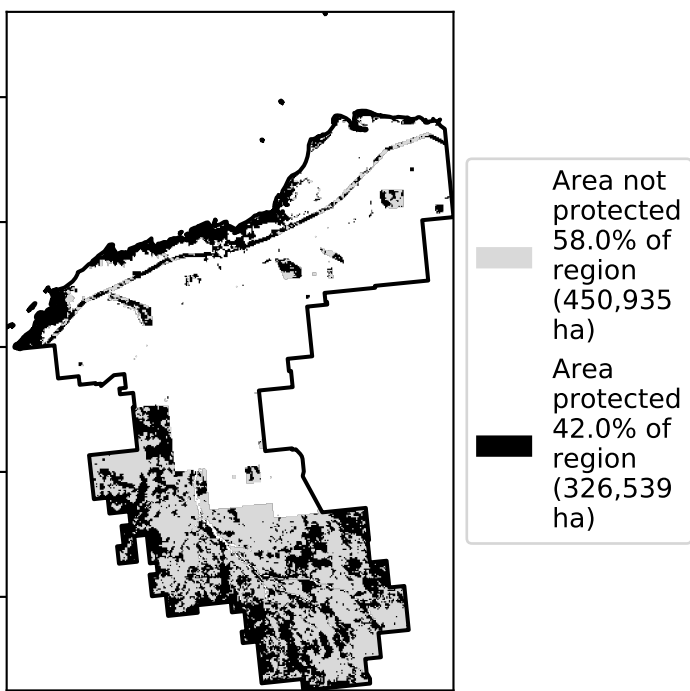 Area not
protected
58.0% of
region
(450,935
ha)
Area
protected
42.0% of
region
(326,539
ha)